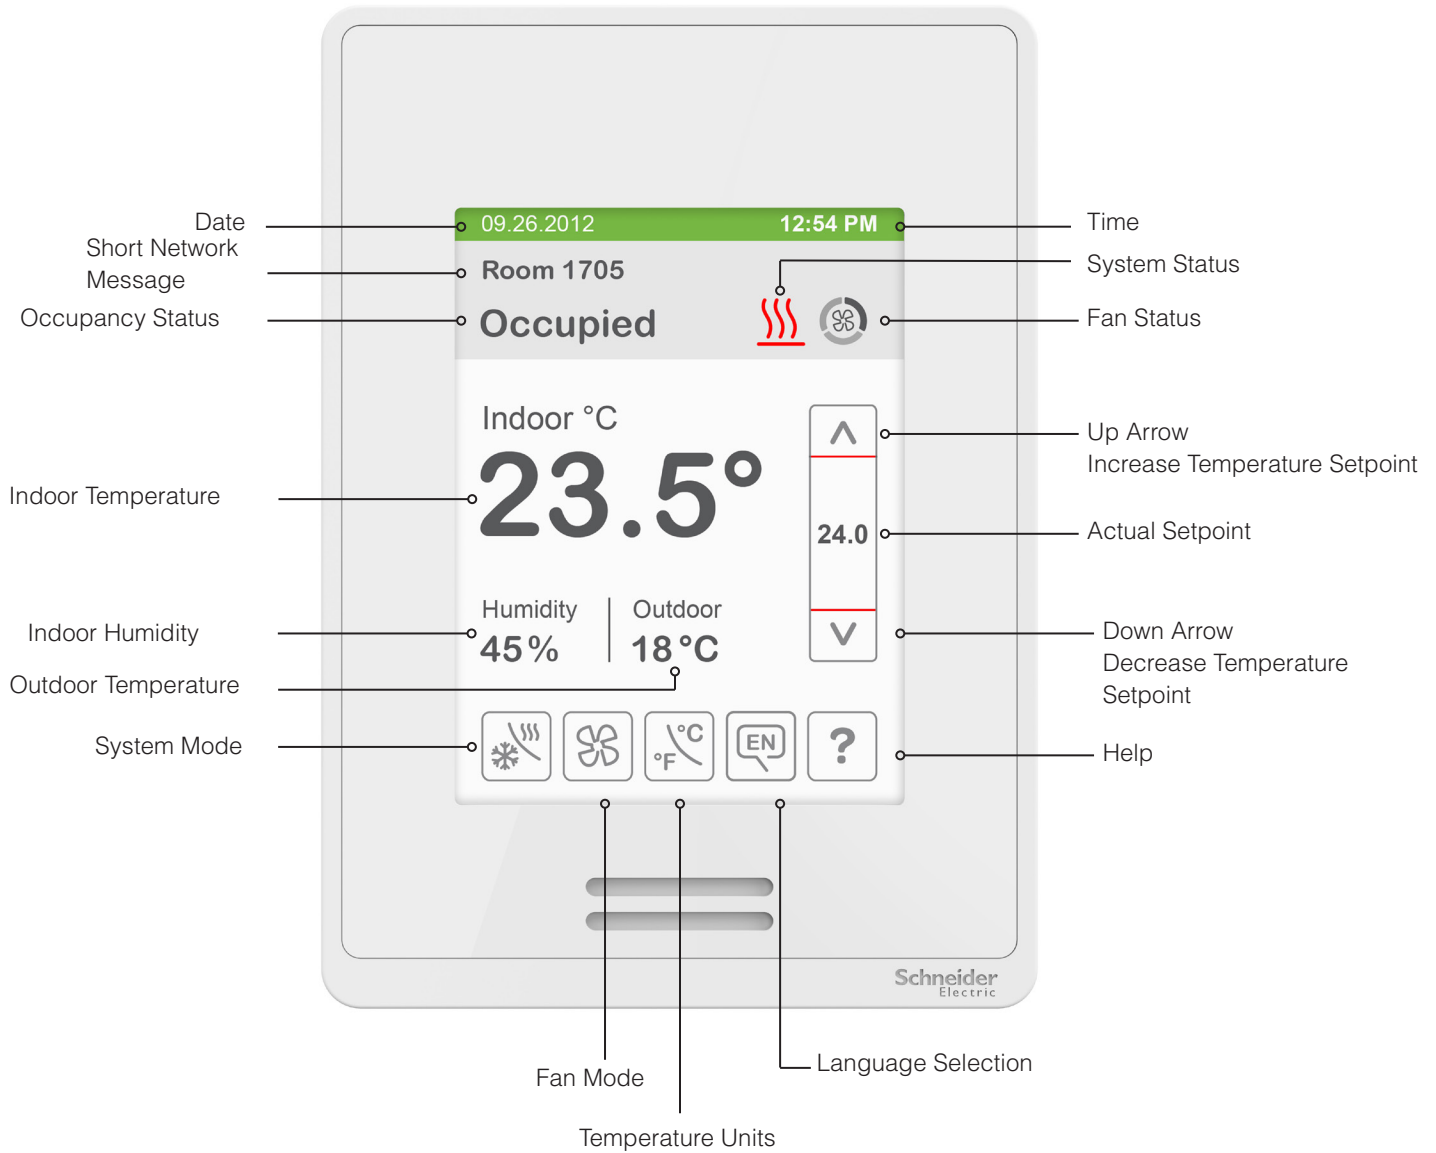 Date
09.26.2012
12:54 PM
Time
Short Network
Message
Room 1705
System Status
Occupancy Status
Occupied
Fan Status
Indoor °C
Up Arrow
Increase Temperature Setpoint
Indoor Temperature
23.5°
24.0
Actual Setpoint
Humidity
Outdoor
Indoor Humidity
45%
18°C
Down Arrow
Decrease Temperature
Setpoint
Outdoor Temperature
System Mode
°C
°F
EN
?
Help
Schneider
Electric
Fan Mode
Language Selection
Temperature Units